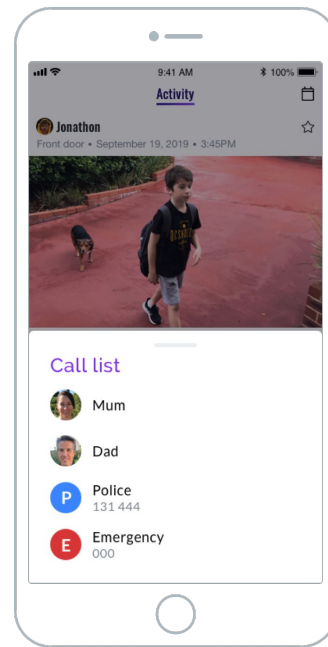 9:41 AM
100%
Activity
Jonathon
Front door • September 19, 2019 • 3:45PM
Call list
Mum
Dad
P Police
131 444
E Emergency
000